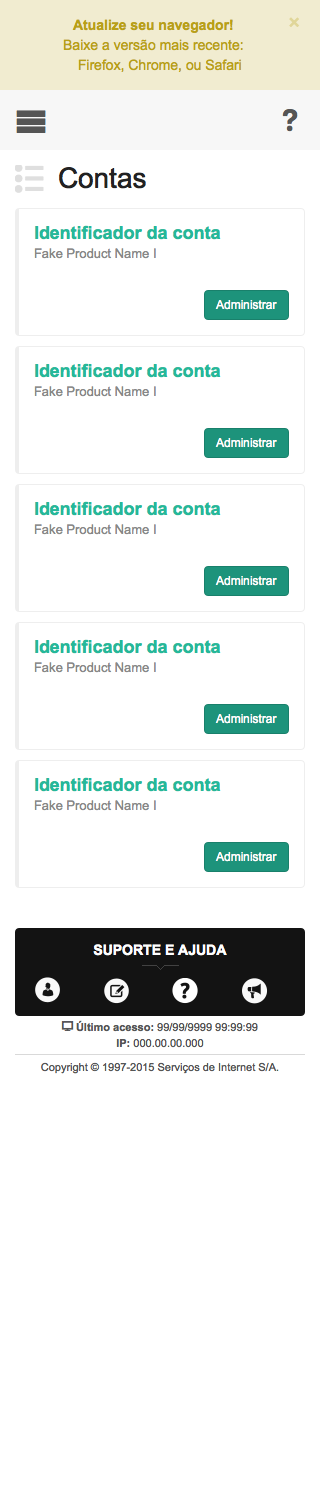 Atualize seu navegador! ×
Baixe a versão mais recente:
Firefox, Chrome, ou Safari
?
Contas
Identificador da conta
Fake Product Name I
Administrar
Identificador da conta
Fake Product Name I
Administrar
Identificador da conta
Fake Product Name I
Administrar
Identificador da conta
Fake Product Name I
Administrar
Identificador da conta
Fake Product Name I
Administrar
SUPORTE E AJUDA
?
Último acesso: 99/99/9999 99:99:99
IP: 000.00.00.000
Copyright © 1997-2015 Serviços de Internet S/A.